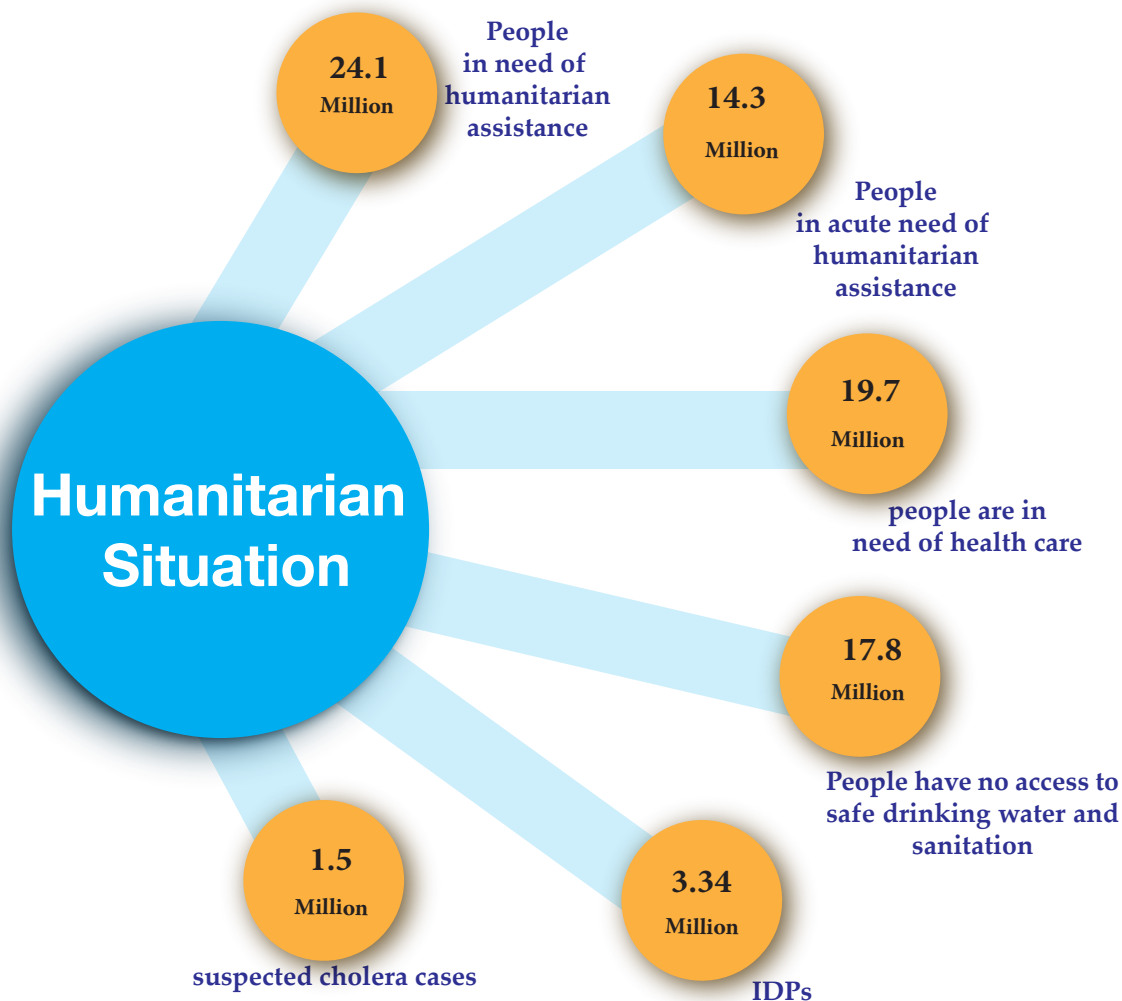 24.1
Million
People
in need of
humanitarian
assistance
14.3
Million
People
in acute need of
humanitarian
assistance
19.7
Million
people are in
need of health care
Humanitarian
Situation
17.8
Million
People have no access to
safe drinking water and
sanitation
3.34
Million
IDPs
1.5
Million
suspected cholera cases